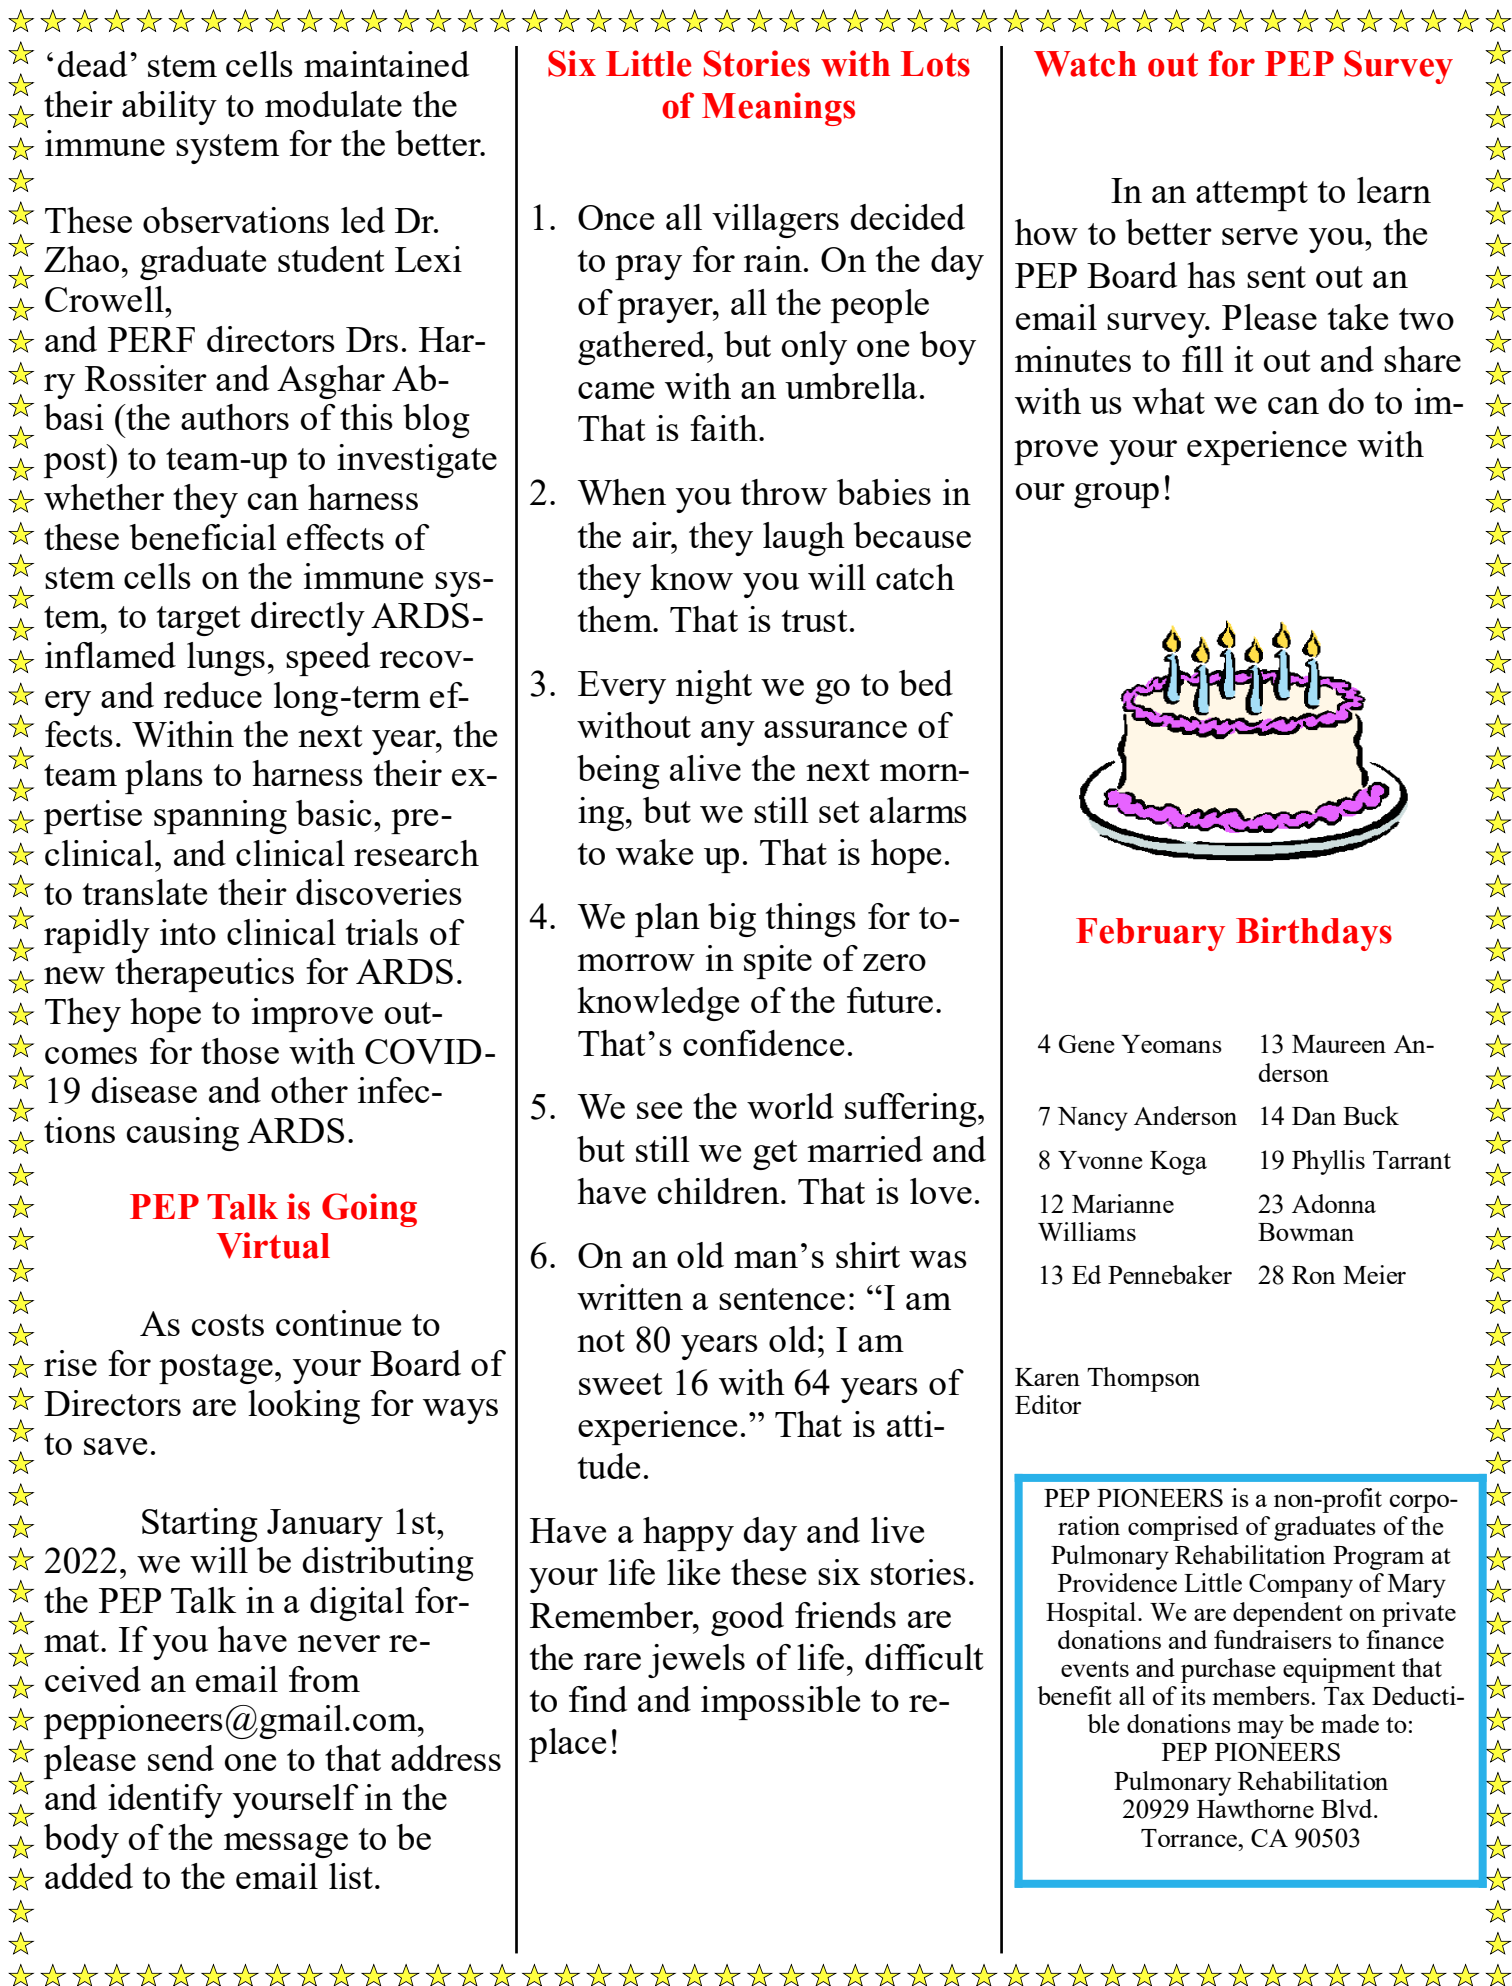 ‘dead’ stem cells maintained
their ability to modulate the
immune system for the better.
These observations led Dr.
Zhao, graduate student Lexi
Crowell,
and PERF directors Drs. Har-
ry Rossiter and Asghar Ab-
basi (the authors of this blog
post) to team-up to investigate
whether they can harness
these beneficial effects of
stem cells on the immune sys-
tem, to target directly ARDS-
inflamed lungs, speed recov-
ery and reduce long-term ef-
fects. Within the next year, the
team plans to harness their ex-
pertise spanning basic, pre-
clinical, and clinical research
to translate their discoveries
rapidly into clinical trials of
new therapeutics for ARDS.
They hope to improve out-
comes for those with COVID-
19 disease and other infec-
tions causing ARDS.
PEP Talk is Going
Virtual
As costs continue to
rise for postage, your Board of
Directors are looking for ways
to save.
Starting January 1st,
2022, we will be distributing
the PEP Talk in a digital for-
mat. If you have never re-
ceived an email from
peppioneers@gmail.com,
please send one to that address
and identify yourself in the
body of the message to be
added to the email list.
Six Little Stories with Lots
of Meanings
1. Once all villagers decided
to pray for rain. On the day
of prayer, all the people
gathered, but only one boy
came with an umbrella.
That is faith.
2. When you throw babies in
the air, they laugh because
they know you will catch
them. That is trust.
3. Every night we go to bed
without any assurance of
being alive the next morn-
ing, but we still set alarms
to wake up. That is hope.
4. We plan big things for to-
morrow in spite of zero
knowledge of the future.
That’s confidence.
5. We see the world suffering,
but still we get married and
have children. That is love.
6. On an old man’s shirt was
written a sentence: “I am
not 80 years old; I am
sweet 16 with 64 years of
experience.” That is atti-
tude.
Have a happy day and live
your life like these six stories.
Remember, good friends are
the rare jewels of life, difficult
to find and impossible to re-
place!
Watch out for PEP Survey
In an attempt to learn
how to better serve you, the
PEP Board has sent out an
email survey. Please take two
minutes to fill it out and share
with us what we can do to im-
prove your experience with
our group!
February Birthdays
4 Gene Yeomans 13 Maureen An-
derson
7 Nancy Anderson 14 Dan Buck
8 Yvonne Koga 19 Phyllis Tarrant
12 Marianne 23 Adonna
Williams Bowman
13 Ed Pennebaker 28 Ron Meier
Karen Thompson
Editor
PEP PIONEERS is a non-profit corpo-
ration comprised of graduates of the
Pulmonary Rehabilitation Program at
Providence Little Company of Mary
Hospital. We are dependent on private
donations and fundraisers to finance
events and purchase equipment that
benefit all of its members. Tax Deducti-
ble donations may be made to:
PEP PIONEERS
Pulmonary Rehabilitation
20929 Hawthorne Blvd.
Torrance, CA 90503